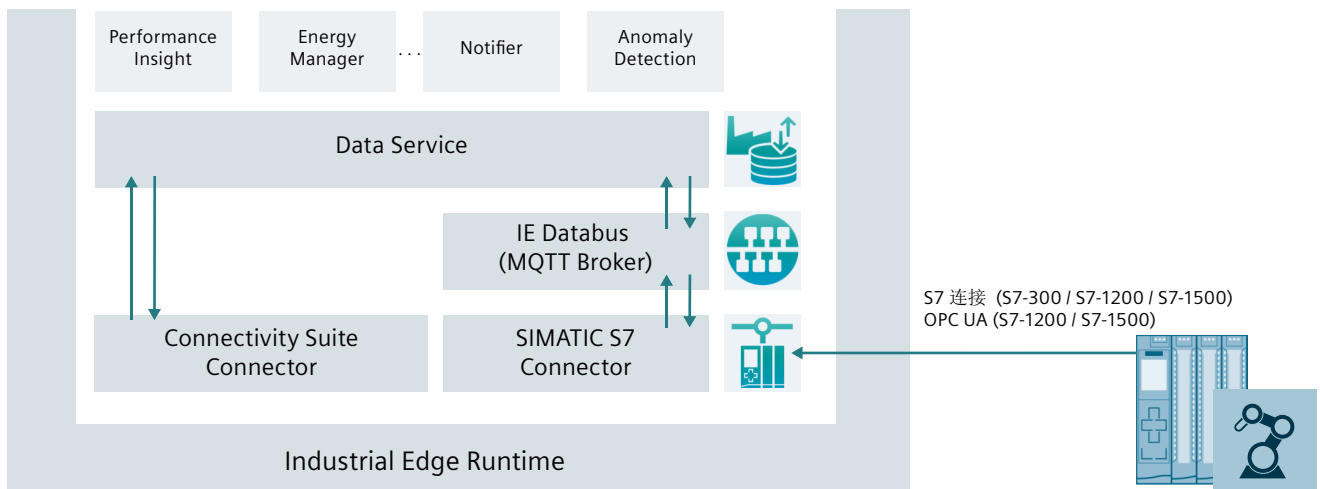 Performance
Insight
Energy
Manager
...
Notifier
Anomaly
Detection
Data Service
IE Databus
(MQTT Broker)
S7 连接 (S7-300 / S7-1200 / S7-1500)
OPC UA (S7-1200 / S7-1500)
Connectivity Suite
Connector
SIMATIC S7
Connector
Industrial Edge Runtime